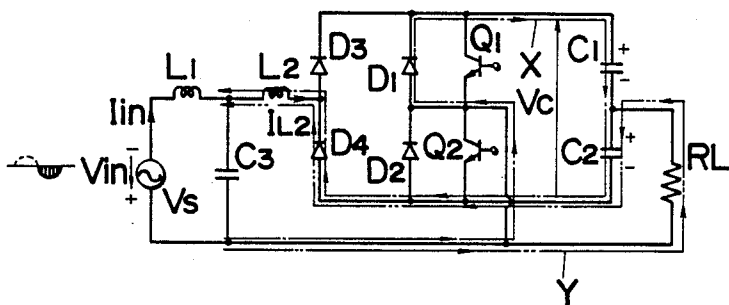 D3
Q1
C1
+
-
L1
L2
D1
X
Vc
Iin
IL2
D4
Q2
C2
+
-
RL
C3
D2
Vin
-
+
Vs
Y